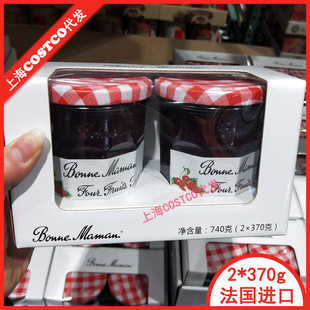 上海COSTCO代发
Bonne Maman
Four Fruits
Bonne Maman
Four Fruits
上海COSTCO代发
Bonne Maman®
净含量：740克（2×370克）
Bonne Maman
2*370g
法国进口